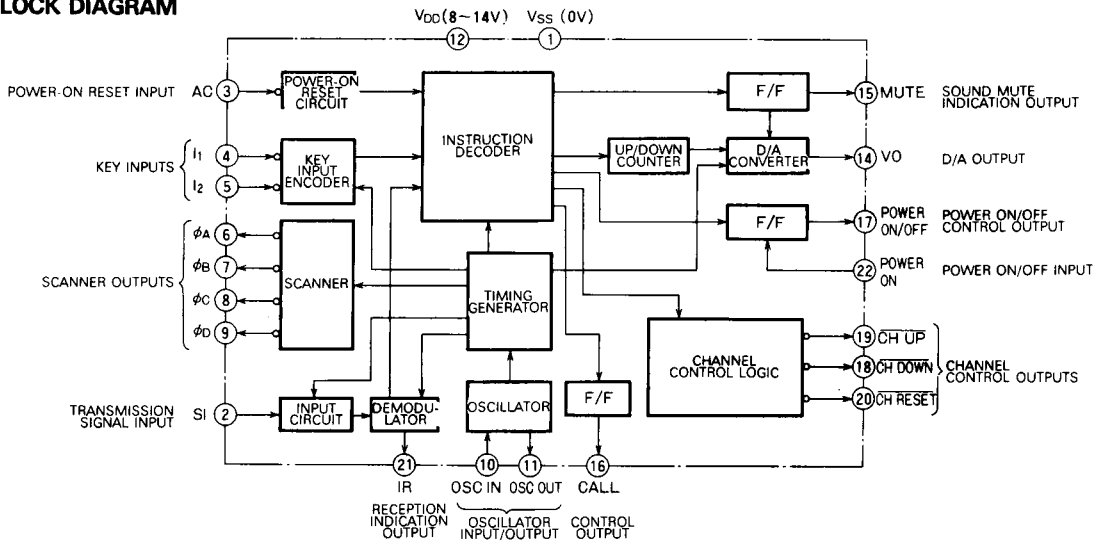 LOCK DIAGRAM
VDD(8~14V) VSS (0V)
12 1
POWER-ON RESET INPUT AC 3
POWER-ON
RESET
CIRCUIT
INSTRUCTION
DECODER
F/F
15 MUTE SOUND MUTE
INDICATION OUTPUT
KEY INPUTS
I1 4
I2 5
KEY
INPUT
ENCODER
UP/DOWN
COUNTER
D/A
CONVERTER
14 VO D/A OUTPUT
F/F
17 POWER
ON/OFF
POWER ON/OFF
CONTROL OUTPUT
22 POWER
ON
POWER ON/OFF INPUT
SCANNER OUTPUTS
φA 6
φB 7
φC 8
φD 9
SCANNER
TIMING
GENERATOR
CHANNEL
CONTROL LOGIC
19 CH UP
18 CH DOWN
20 CH RESET
CHANNEL
CONTROL OUTPUTS
TRANSMISSION
SIGNAL INPUT
SI 2
INPUT
CIRCUIT
DEMODU-
LATOR
OSCILLATOR
F/F
21 10 11 16
IR OSC IN OSC OUT CALL
RECEPTION
INDICATION
OUTPUT
OSCILLATOR
INPUT/OUTPUT
CONTROL
OUTPUT